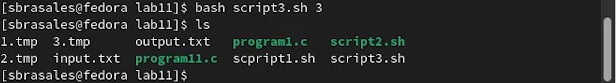 [sbrasales@fedora lab11]$ bash script3.sh 3
[sbrasales@fedora lab11]$ ls
1.tmp 3.tmp output.txt program1.c script2.sh
2.tmp input.txt program11.c scpript1.sh script3.sh
[sbrasales@fedora lab11]$